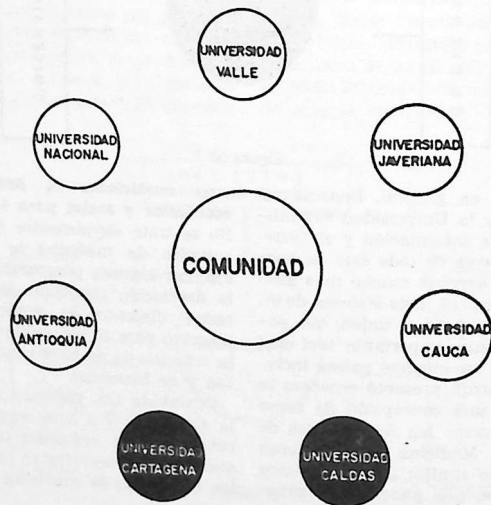 UNIVERSIDAD
VALLE
UNIVERSIDAD
NACIONAL
UNIVERSIDAD
JAVERIANA
COMUNIDAD
UNIVERSIDAD
ANTIOQUIA
UNIVERSIDAD
CAUCA
UNIVERSIDAD
CARTAGENA
UNIVERSIDAD
CALDAS